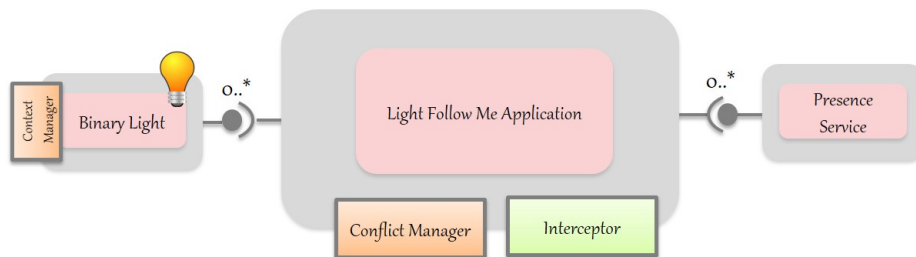 Context
Manager
Binary Light
0..*
Light Follow Me Application
Conflict Manager
Interceptor
0..*
Presence
Service